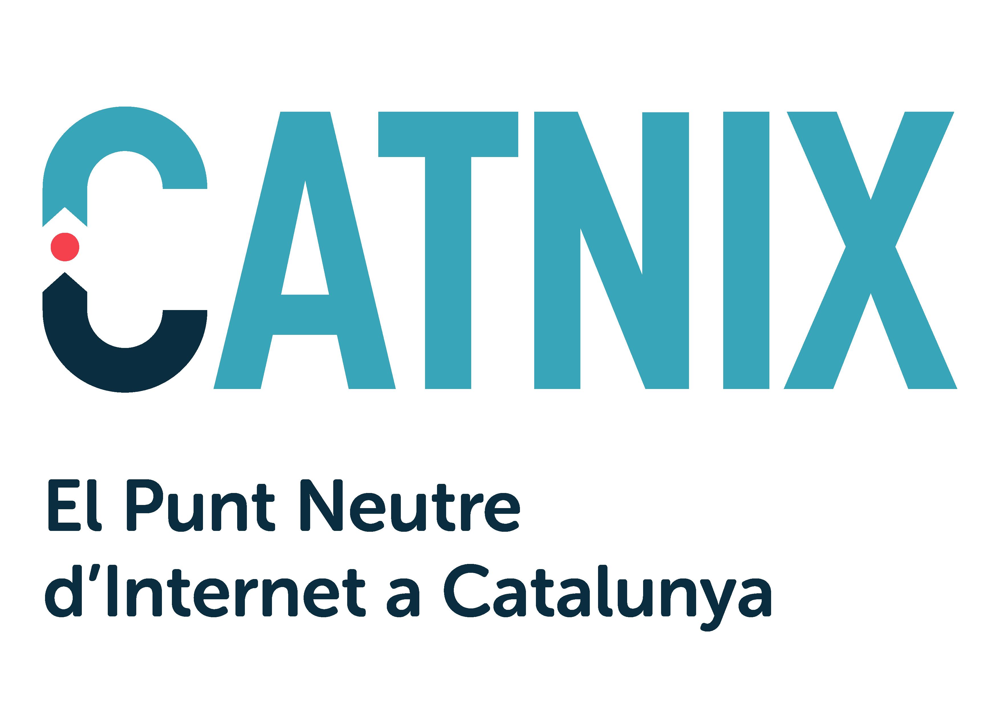 CATNIX
El Punt Neutre
d’Internet a Catalunya